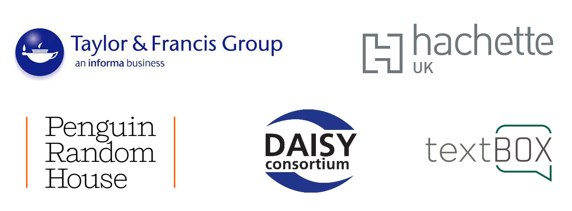 Taylor & Francis Group
an informa business
hachette
UK
Penguin
Random
House
DAISY
consortium
textBOX